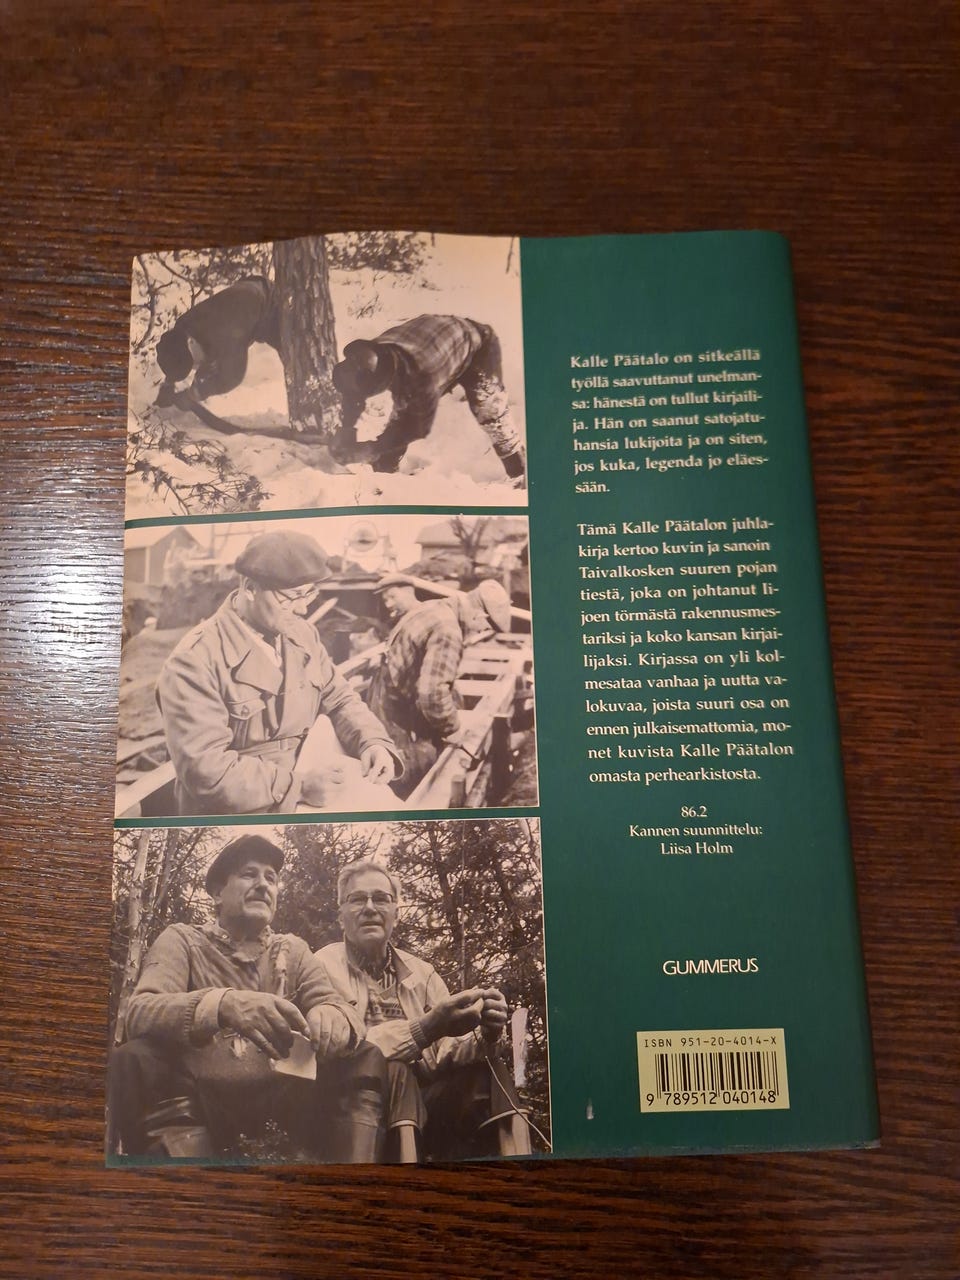 Kalle Päätalo on sitkeällä
työllä saavuttanut unelman-
sa: hänestä on tullut kirjaili-
ja. Hän on saanut satojatu-
hansia lukijoita ja on siten,
jos kuka, legenda jo eläes-
sään.
Tämä Kalle Päätalon juhla-
kirja kertoo kuvin ja sanoin
Taivalkosken suuren pojan
tiestä, joka on johtanut Ii-
joen törmästä rakennusmes-
tariksi ja koko kansan kirjai-
lijaksi. Kirjassa on yli kol-
mesataa vanhaa ja uutta va-
lokuvaa, joista suuri osa on
ennen julkaisemattomia, mo-
net kuvista Kalle Päätalon
omasta perhearkistosta.
86.2
Kannen suunnittelu:
Liisa Holm
GUMMERUS
ISBN 951-20-4014-X
9 789512 040148